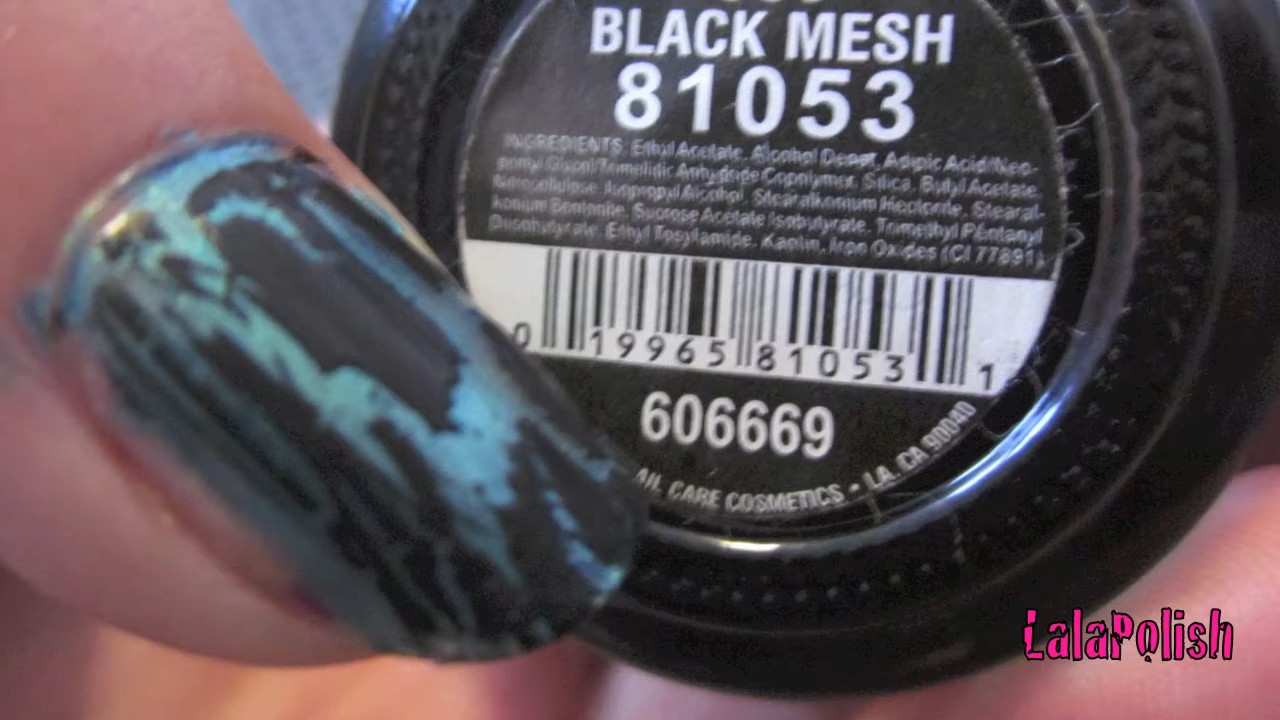 BLACK MESH
81053
INGREDIENTS: Ethyl Acetate, Alcohol Denat, Adipic Acid/Neo-
pentyl Glycol/Trimelidic Anhydride Copolymer, Silica, Butyl Acetate,
Nitrocellulose, Isopropyl Alcohol, Stearalkonium Hectorite, Stearal-
konium Bentonite, Sucrose Acetate Isobutyrate, Trimethyl Pentanyl
Diisobutyrate, Ethyl Tosylamide, Kaolin, Iron Oxides (CI 77891)
0 19965 81053 1
606669
AIL CARE COSMETICS • LA, CA 90040
LalaPolish